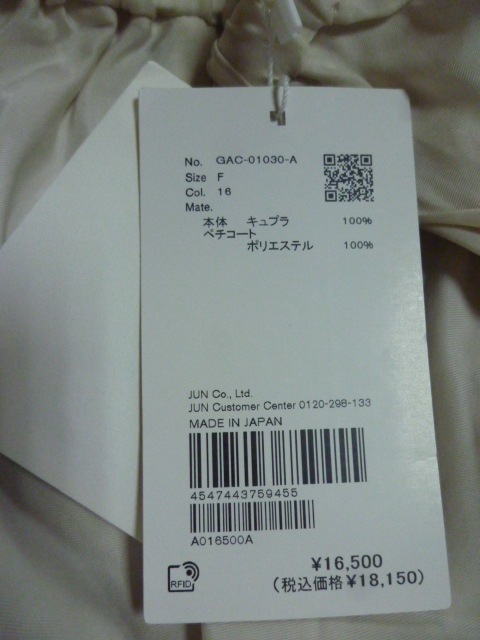 No. GAC-01030-A
Size F
Col. 16
Mate.
本体 キュプラ 100%
ペチコート
ポリエステル 100%
JUN Co., Ltd.
JUN Customer Center 0120-298-133
MADE IN JAPAN
4547443759455
A016500A
RFID
¥16,500
(税込価格¥18,150)